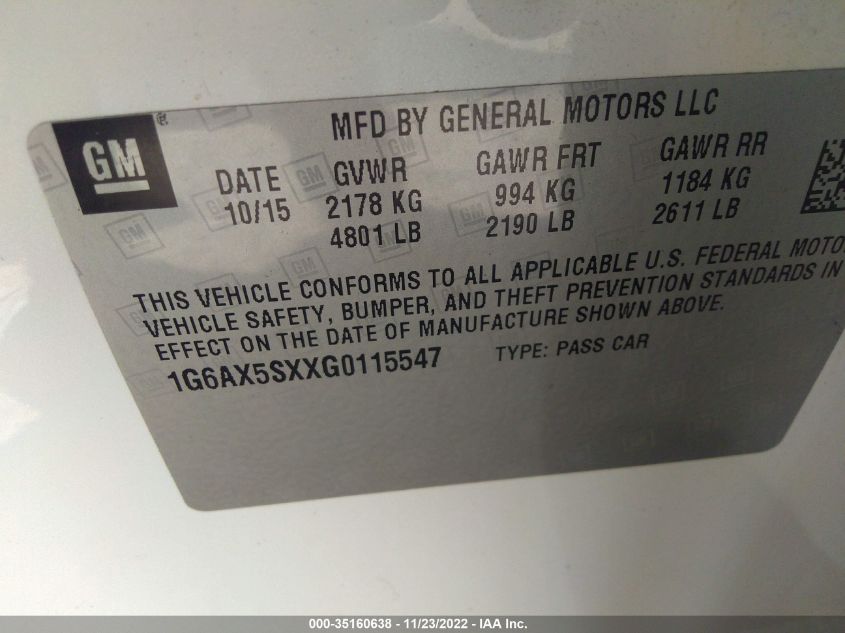 MFD BY GENERAL MOTORS LLC
GM
DATE GVWR GAWR FRT GAWR RR
10/15 2178 KG 994 KG 1184 KG
4801 LB 2190 LB 2611 LB
THIS VEHICLE CONFORMS TO ALL APPLICABLE U.S. FEDERAL MOTO
VEHICLE SAFETY, BUMPER, AND THEFT PREVENTION STANDARDS IN
EFFECT ON THE DATE OF MANUFACTURE SHOWN ABOVE.
1G6AX5SXXG0115547 TYPE: PASS CAR
000-35160638 - 11/23/2022 - IAA Inc.